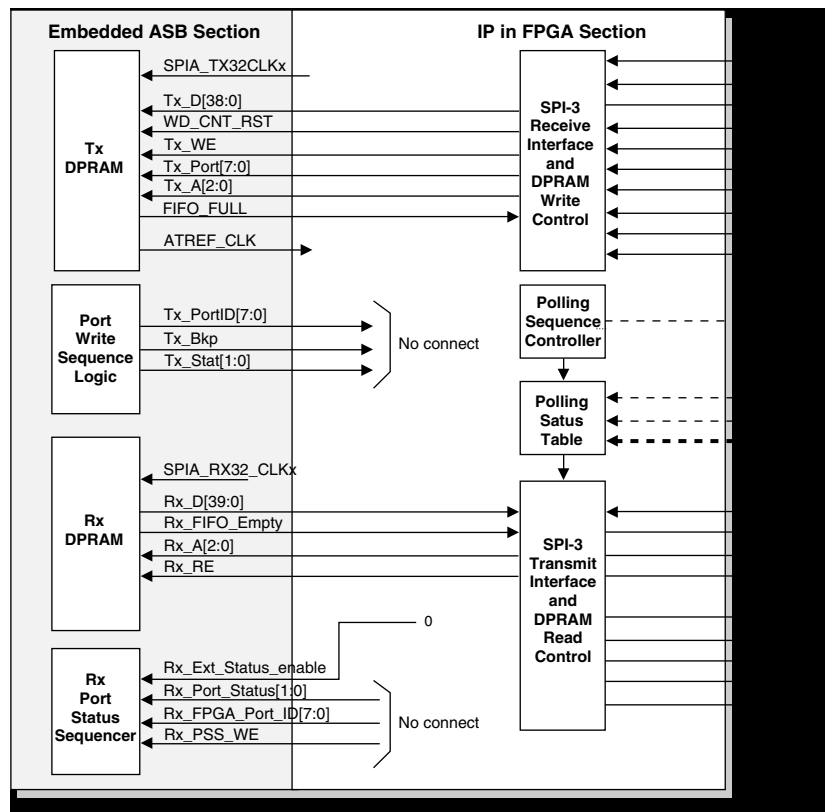 Embedded ASB Section
IP in FPGA Section
Tx
DPRAM
SPIA_TX32CLKx
Tx_D[38:0]
WD_CNT_RST
Tx_WE
Tx_Port[7:0]
Tx_A[2:0]
FIFO_FULL
ATREF_CLK
SPI-3
Receive
Interface
and
DPRAM
Write
Control
Port
Write
Sequence
Logic
Tx_PortID[7:0]
Tx_Bkp
Tx_Stat[1:0]
No connect
Polling
Sequence
Controller
Polling
Satus
Table
Rx
DPRAM
SPIA_RX32_CLKx
Rx_D[39:0]
Rx_FIFO_Empty
Rx_A[2:0]
Rx_RE
SPI-3
Transmit
Interface
and
DPRAM
Read
Control
0
Rx
Port
Status
Sequencer
Rx_Ext_Status_enable
Rx_Port_Status[1:0]
Rx_FPGA_Port_ID[7:0]
Rx_PSS_WE
No connect